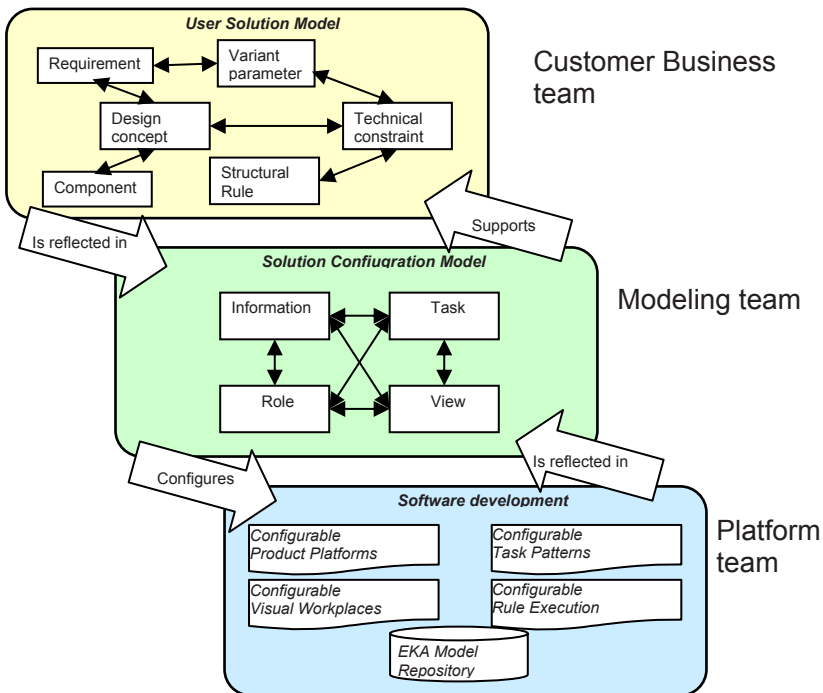 User Solution Model
Requirement
Variant
parameter
Customer Business
team
Design
concept
Technical
constraint
Component
Structural
Rule
Is reflected in
Supports
Solution Confiugration Model
Information
Task
Modeling team
Role
View
Configures
Is reflected in
Software development
Configurable
Product Platforms
Configurable
Task Patterns
Platform
team
Configurable
Visual Workplaces
Configurable
Rule Execution
EKA Model
Repository